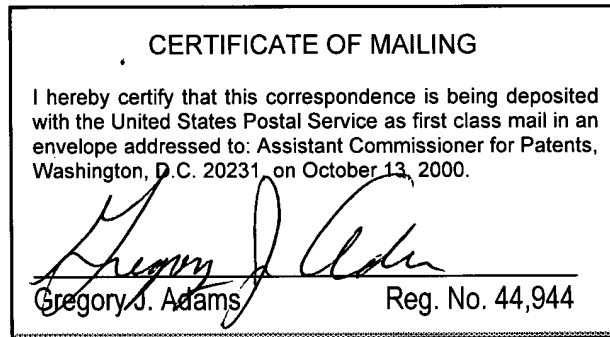 CERTIFICATE OF MAILING
I hereby certify that this correspondence is being deposited
with the United States Postal Service as first class mail in an
envelope addressed to: Assistant Commissioner for Patents,
Washington, D.C. 20231, on October 13, 2000.
Gregory J Adams
Gregory J. Adams Reg. No. 44,944